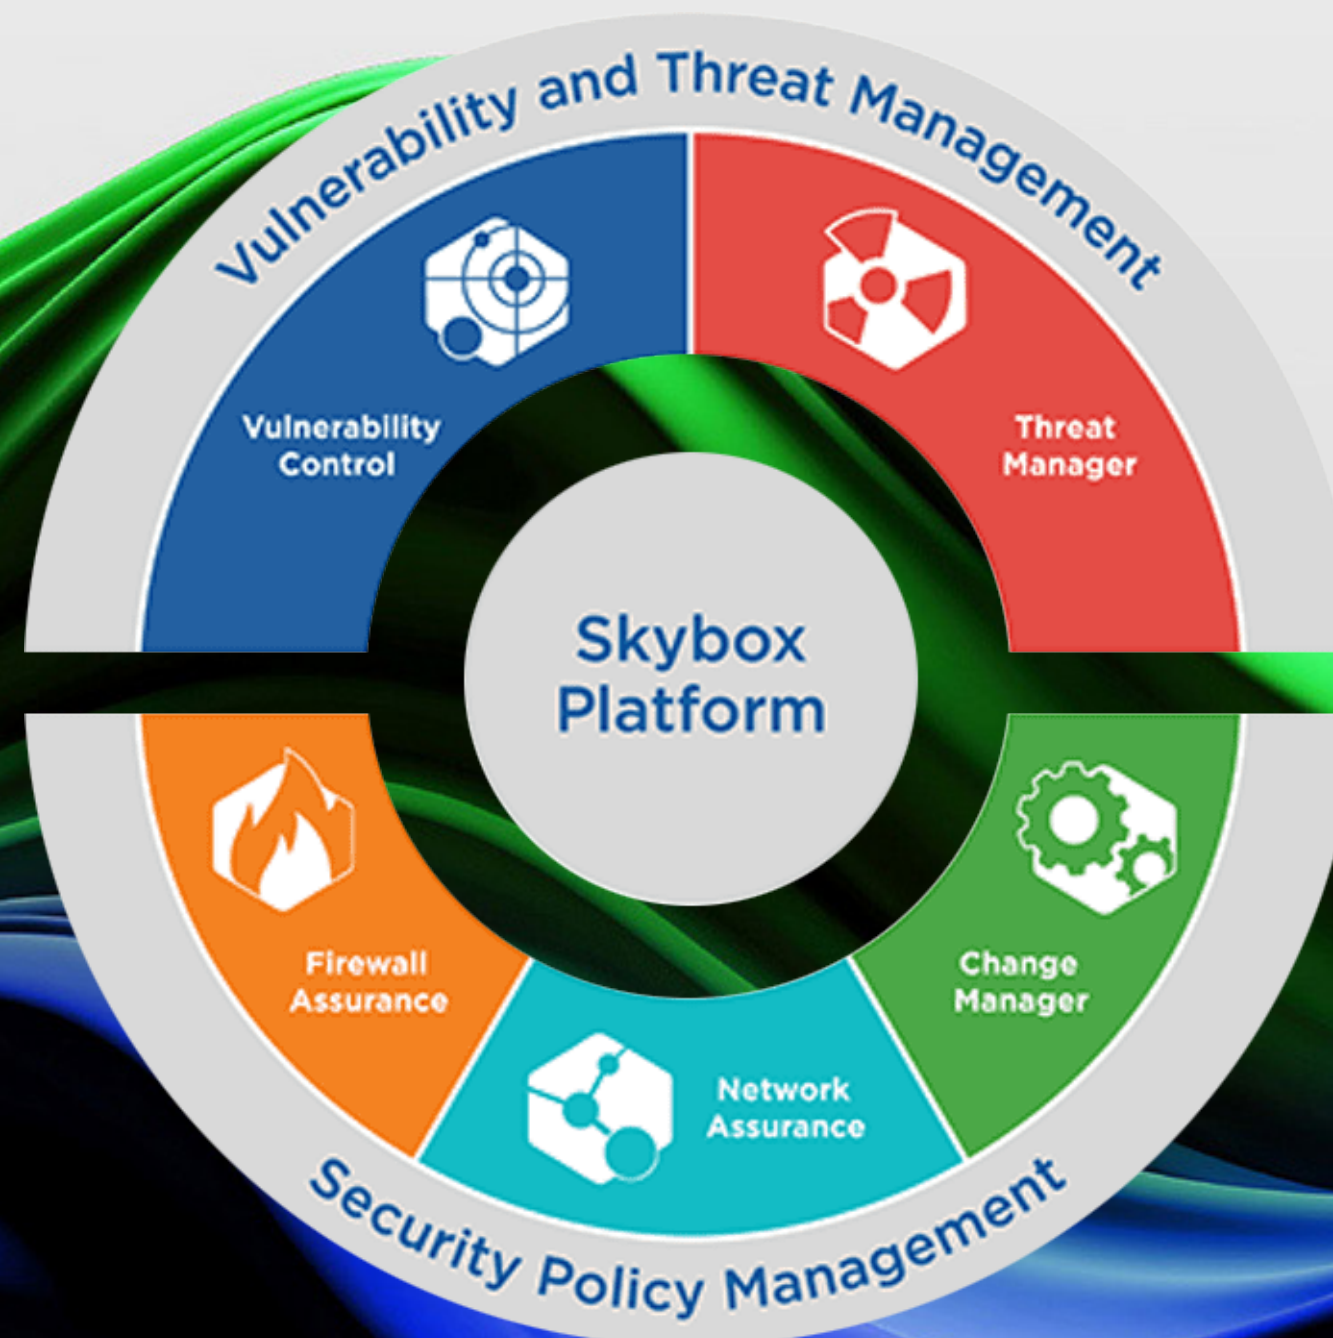 Vulnerability and Threat Management
Vulnerability
Control
Threat
Manager
Skybox
Platform
Firewall
Assurance
Change
Manager
Network
Assurance
Security Policy Management